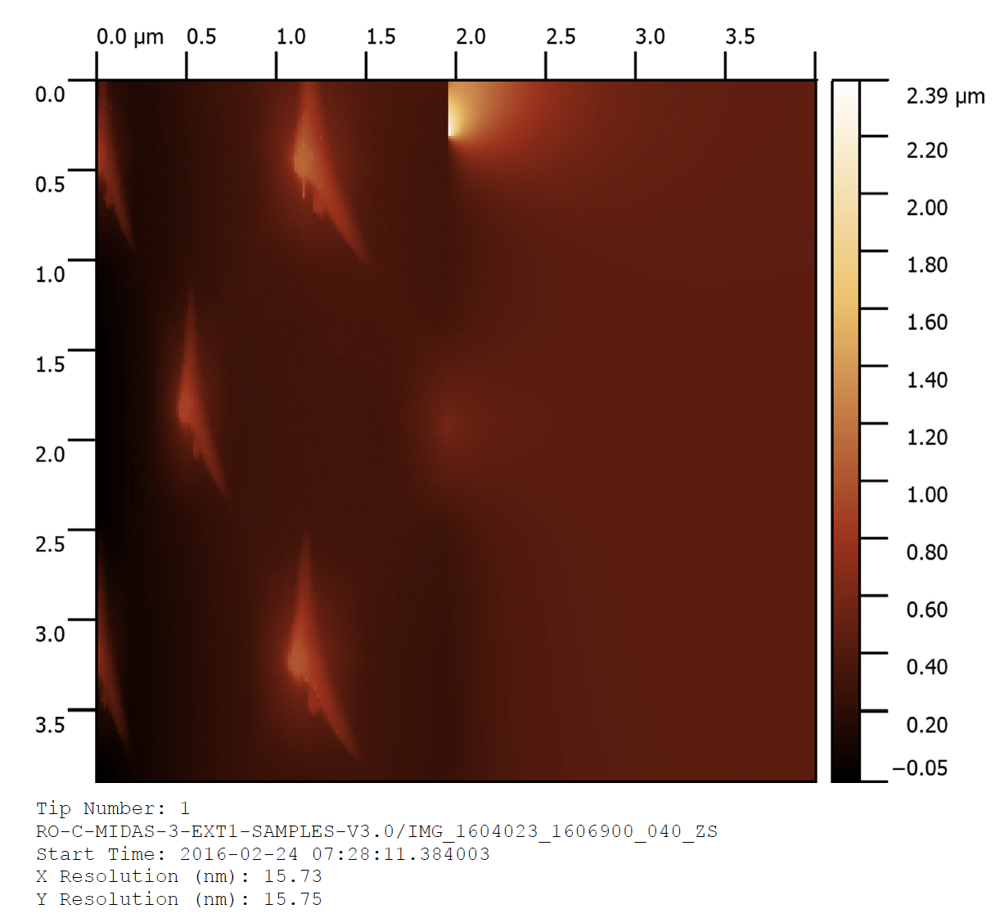 0.0 µm 0.5 1.0 1.5 2.0 2.5 3.0 3.5
0.0
0.5
1.0
1.5
2.0
2.5
3.0
3.5
2.39 µm
2.20
2.00
1.80
1.60
1.40
1.20
1.00
0.80
0.60
0.40
0.20
−0.05
Tip Number: 1
RO-C-MIDAS-3-EXT1-SAMPLES-V3.0/IMG_1604023_1606900_040_ZS
Start Time: 2016-02-24 07:28:11.384003
X Resolution (nm): 15.73
Y Resolution (nm): 15.75